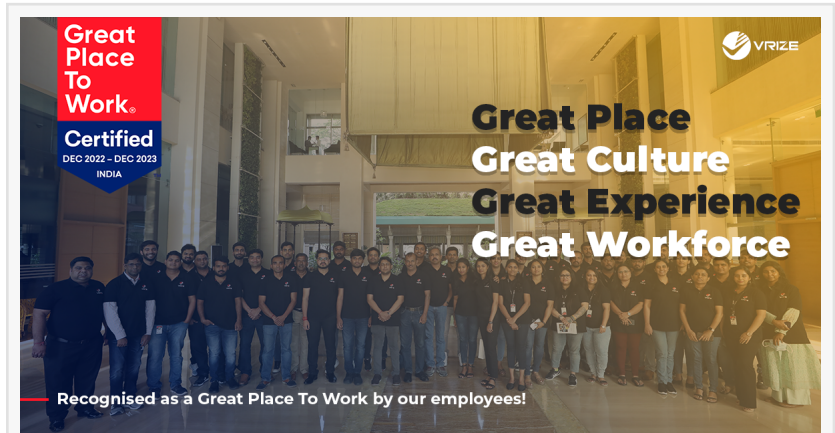 Great
Place
To
Work®
Certified
DEC 2022 – DEC 2023
INDIA
VRIZE
Great Place
Great Culture
Great Experience
Great Workforce
Recognised as a Great Place To Work by our employees!